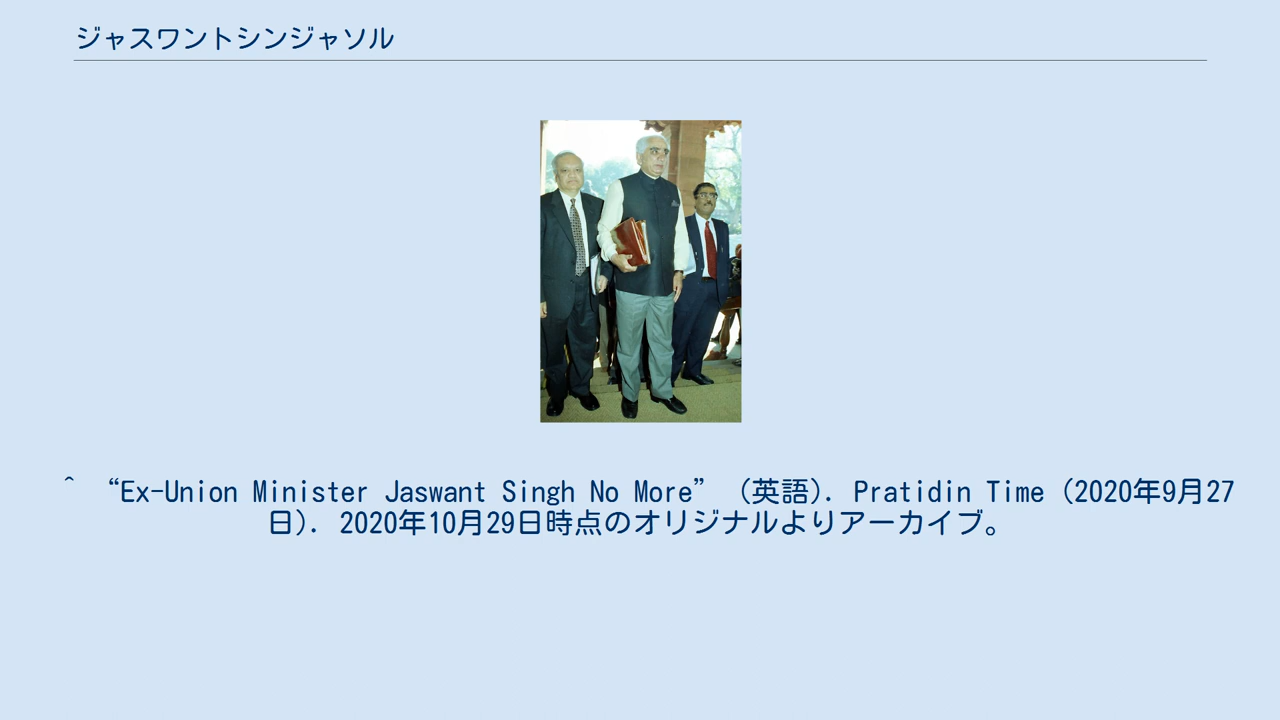 ジャスワントシンジャソル
^ “Ex-Union Minister Jaswant Singh No More” (英語). Pratidin Time (2020年9月27
日). 2020年10月29日時点のオリジナルよりアーカイブ。